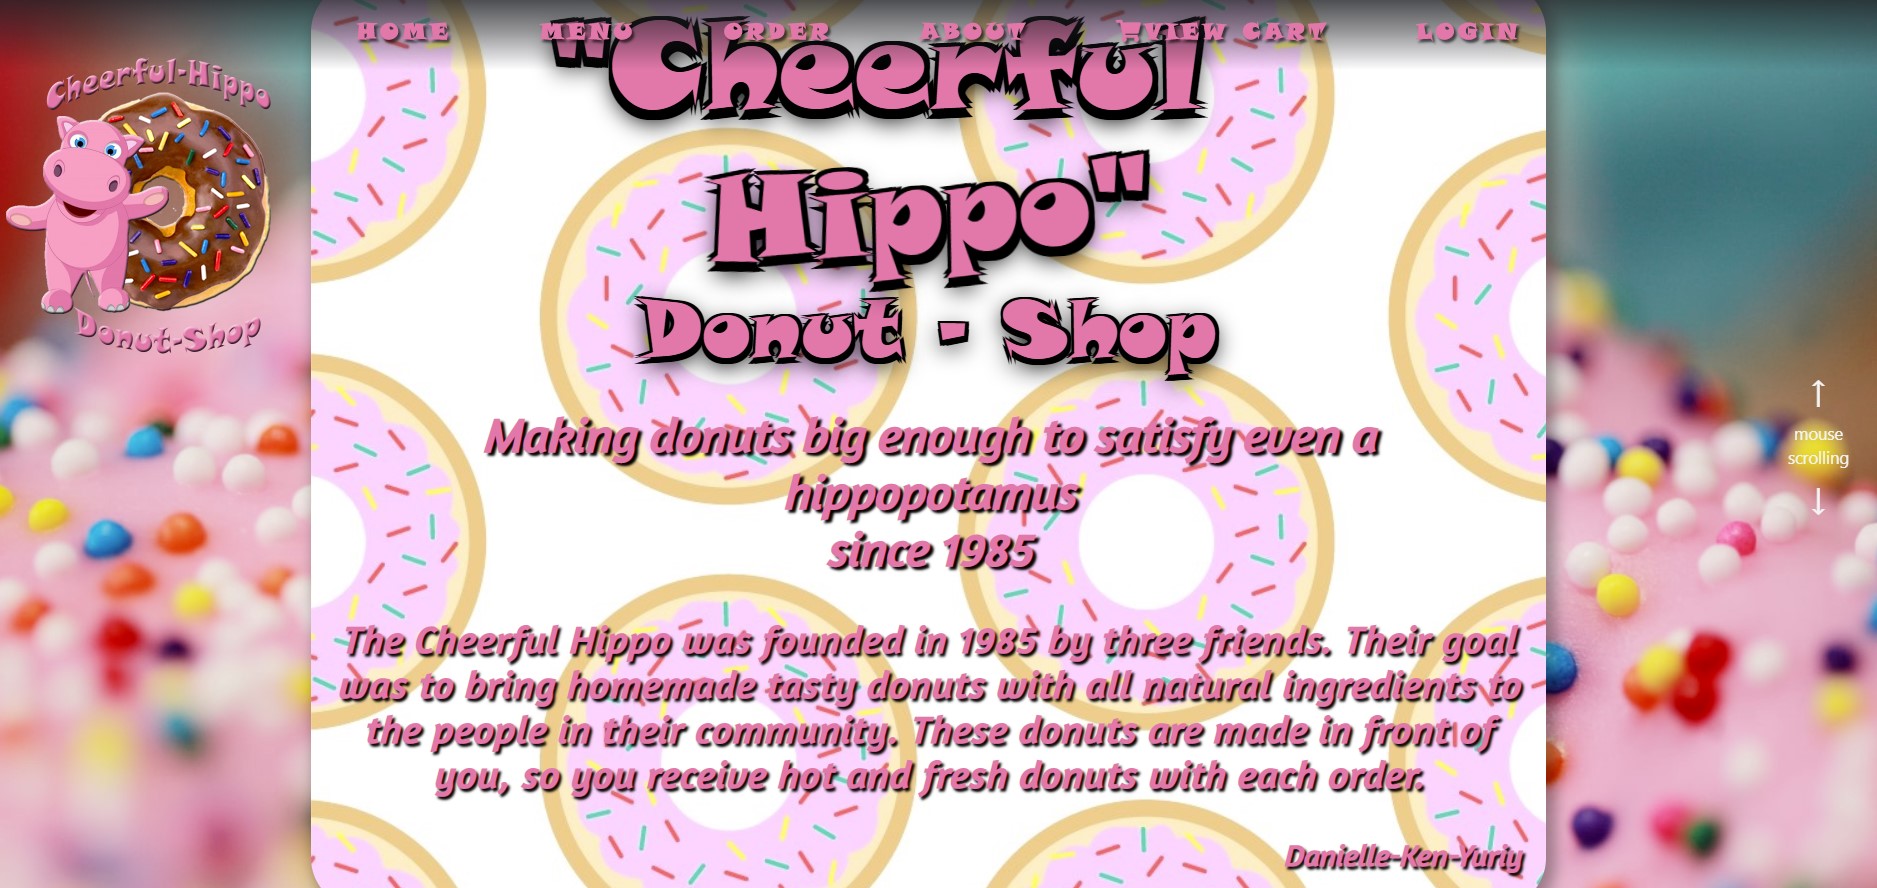 HOME MENU ORDER ABOUT VIEW CART LOGIN
Cheerful-Hippo
Donut-Shop
"Cheerful
Hippo"
Donut - Shop
Making donuts big enough to satisfy even a
hippopotamus
since 1985
mouse
scrolling
The Cheerful Hippo was founded in 1985 by three friends. Their goal
was to bring homemade tasty donuts with all natural ingredients to
the people in their community. These donuts are made in front of
you, so you receive hot and fresh donuts with each order.
Danielle-Ken-Yuriy